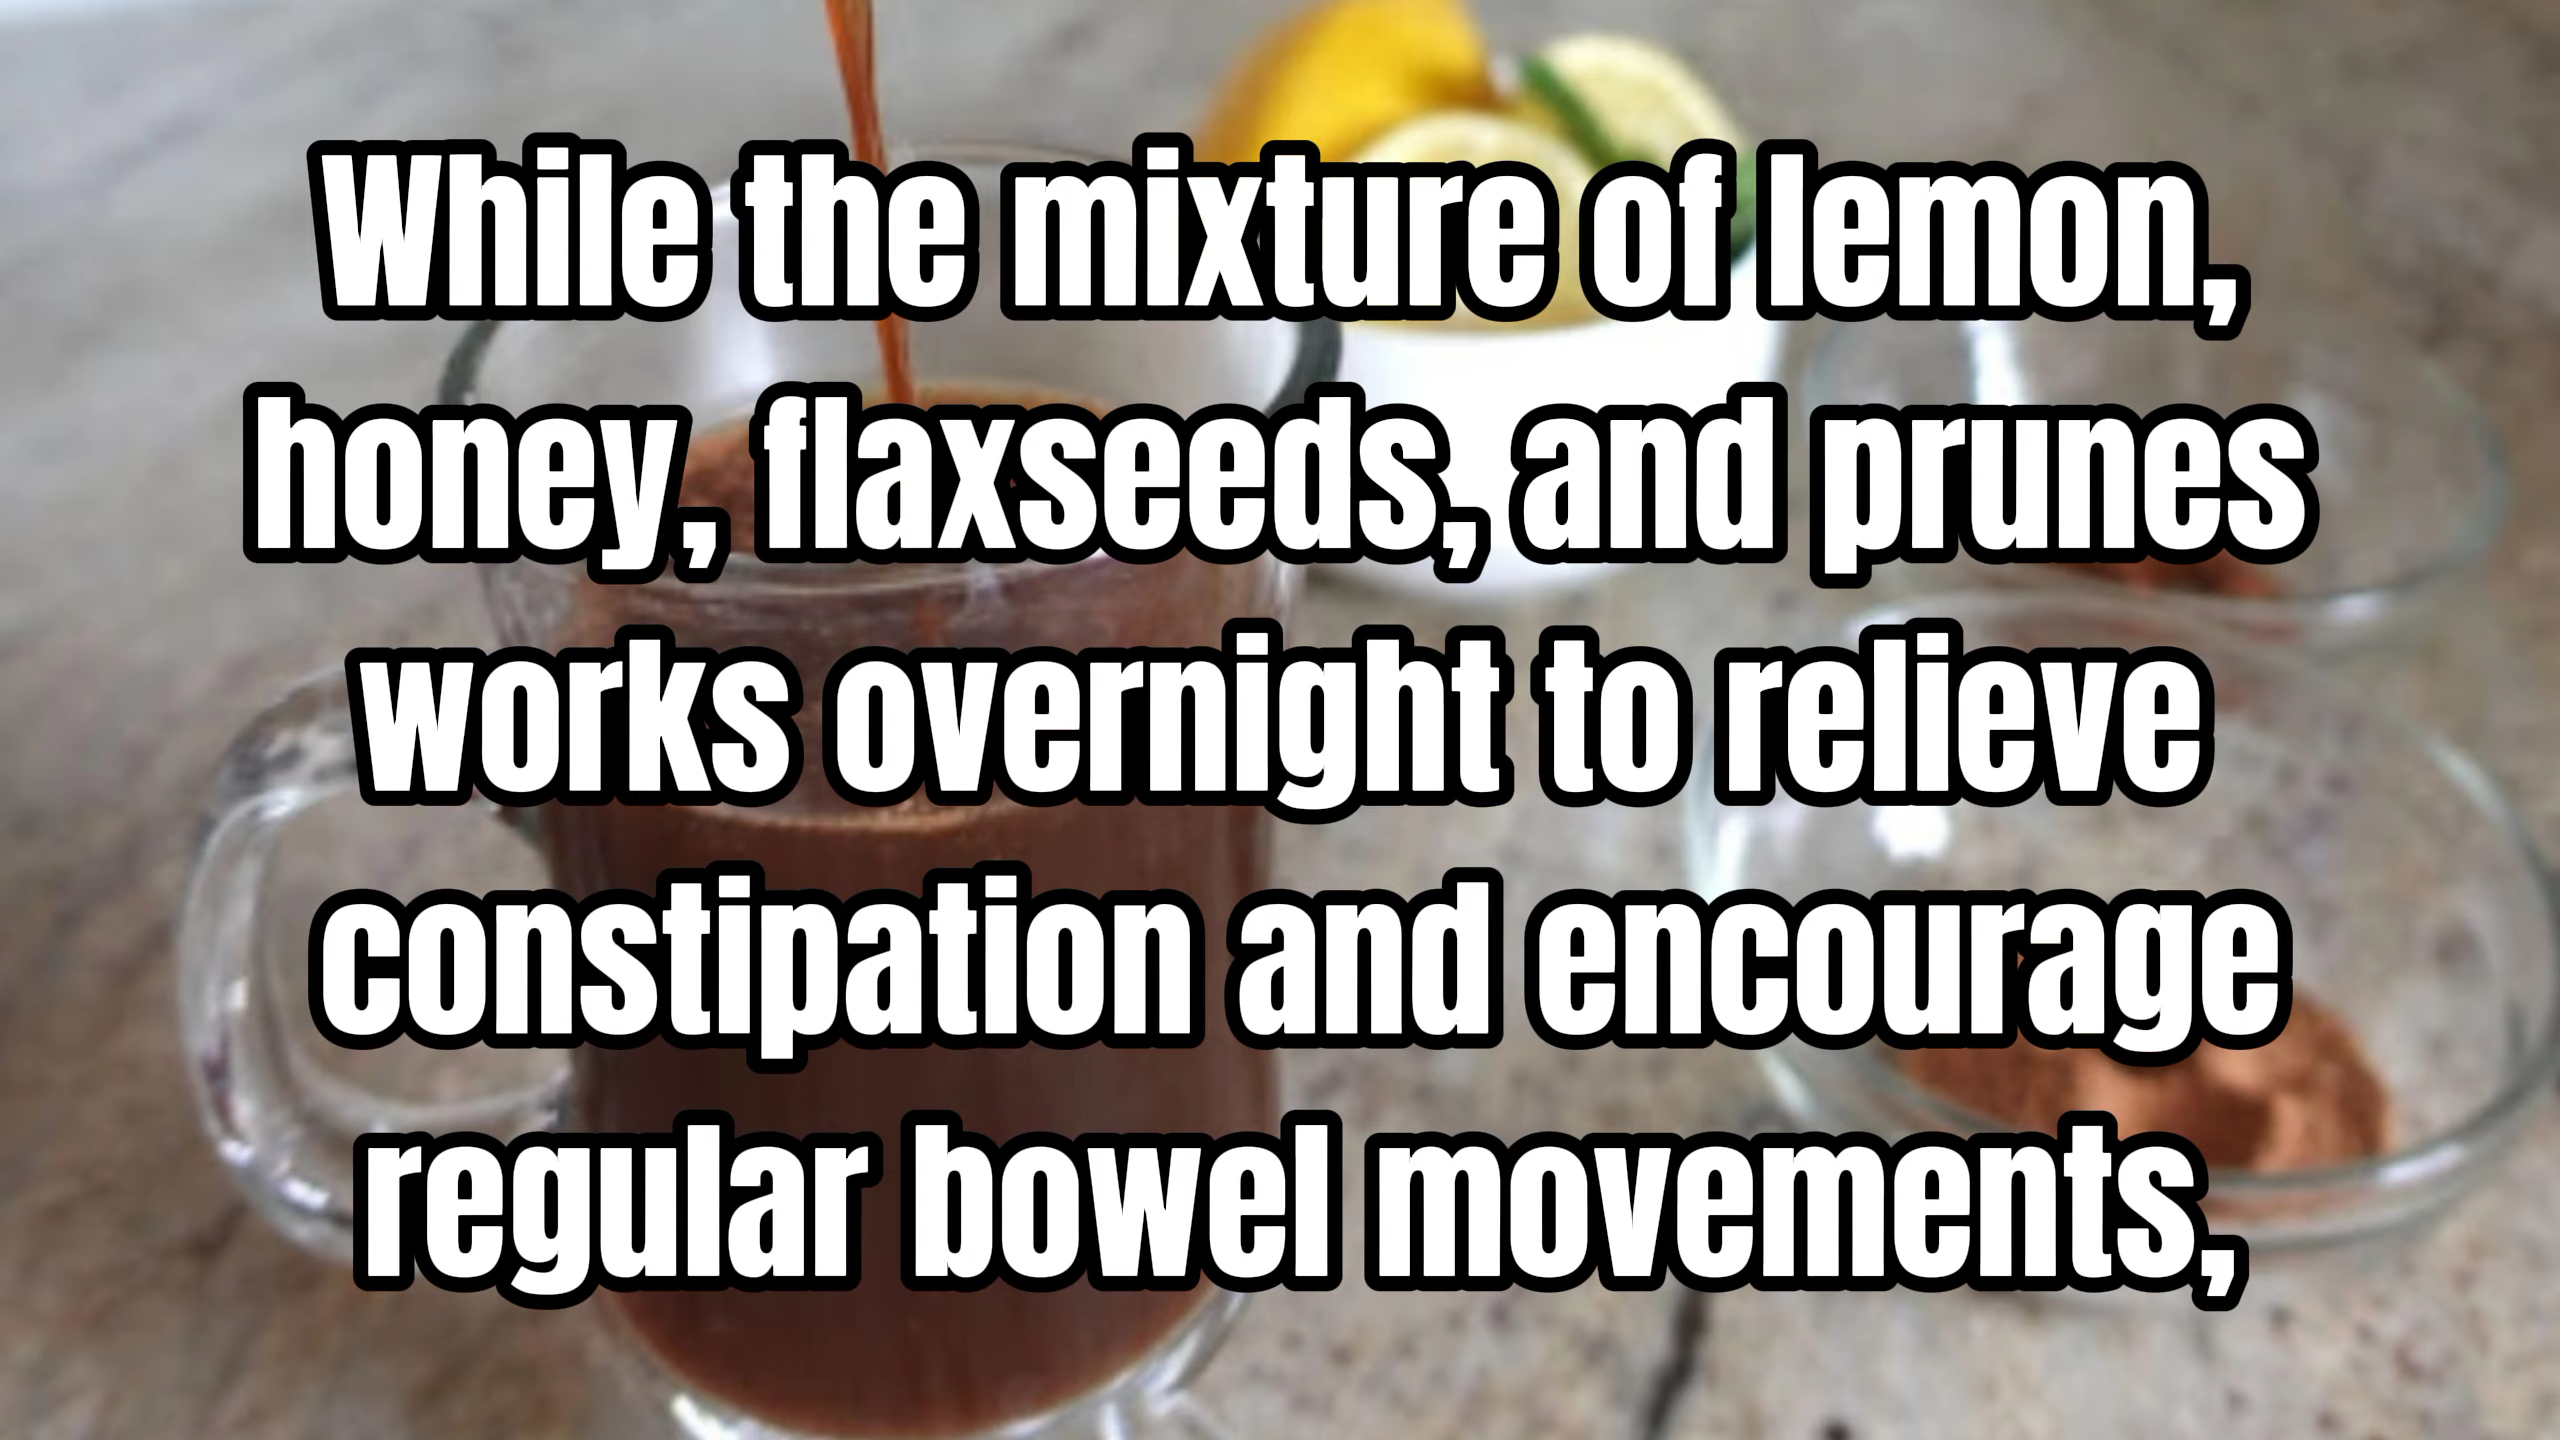 While the mixture of lemon,
honey, flaxseeds, and prunes
works overnight to relieve
constipation and encourage
regular bowel movements,